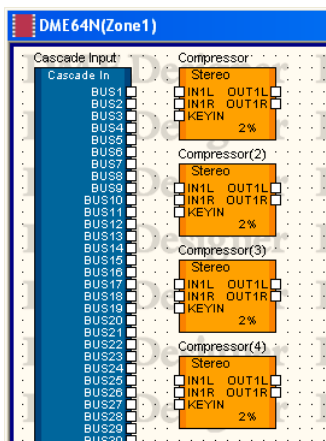 DME64N(Zone1)
Cascade Input
Cascade In
BUS1
BUS2
BUS3
BUS4
BUS5
BUS6
BUS7
BUS8
BUS9
BUS10
BUS11
BUS12
BUS13
BUS14
BUS15
BUS16
BUS17
BUS18
BUS19
BUS20
BUS21
BUS22
BUS23
BUS24
BUS25
BUS26
BUS27
BUS28
BUS29
BUS30
Compressor
Stereo
IN1L OUT1L
IN1R OUT1R
KEYIN
2%
Compressor(2)
Stereo
IN1L OUT1L
IN1R OUT1R
KEYIN
2%
Compressor(3)
Stereo
IN1L OUT1L
IN1R OUT1R
KEYIN
2%
Compressor(4)
Stereo
IN1L OUT1L
IN1R OUT1R
KEYIN
2%